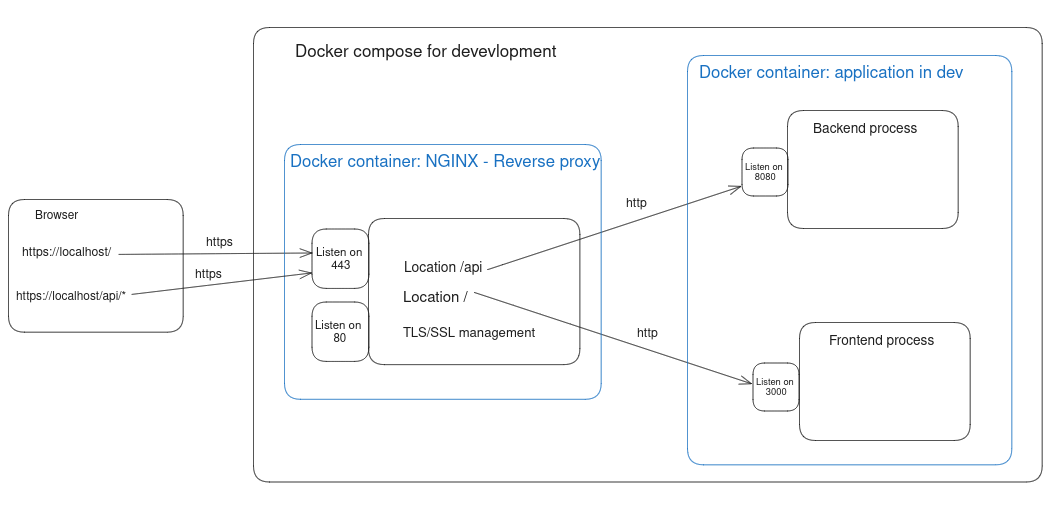 Docker compose for devevlopment
Docker container: application in dev
Backend process
Listen on
8080
Docker container: NGINX - Reverse proxy
http
Browser
https://localhost/
https
https
https://localhost/api/*
Listen on
443
Listen on
80
Location /api
Location /
TLS/SSL management
http
Frontend process
Listen on
3000